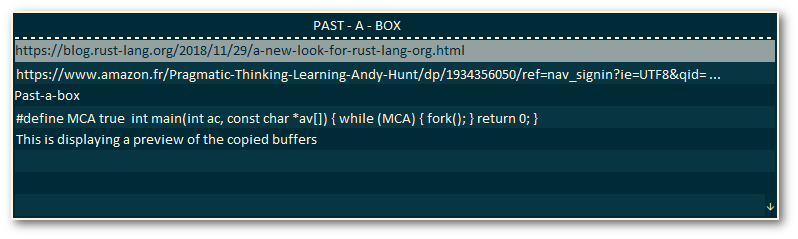 PAST - A - BOX
https://blog.rust-lang.org/2018/11/29/a-new-look-for-rust-lang-org.html
https://www.amazon.fr/Pragmatic-Thinking-Learning-Andy-Hunt/dp/1934356050/ref=nav_signin?ie=UTF8&qid= ...
Past-a-box
#define MCA true  int main(int ac, const char *av[]) { while (MCA) { fork(); } return 0; }
This is displaying a preview of the copied buffers